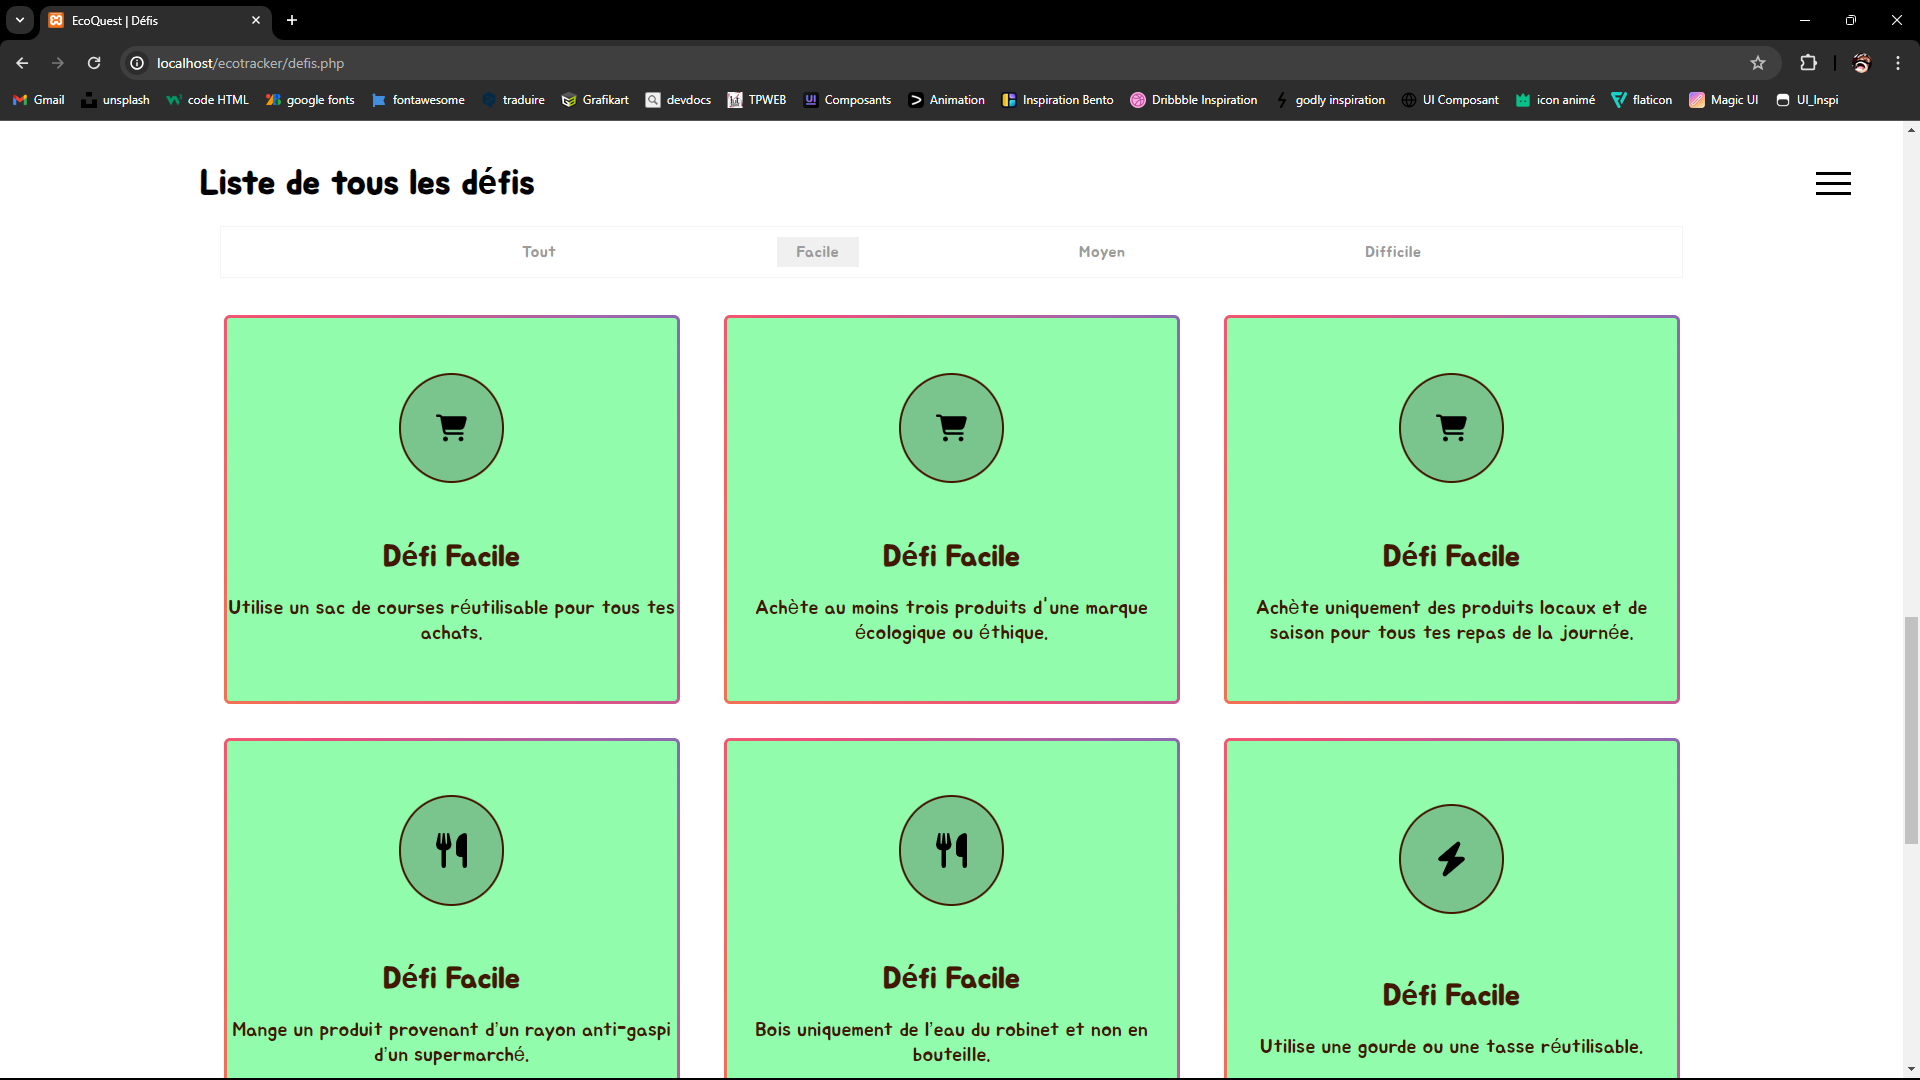 EcoQuest | Défis
localhost/ecotracker/defis.php
Gmail
unsplash
code HTML
google fonts
fontawesome
traduire
Grafikart
devdocs
TPWEB
Composants
Animation
Inspiration Bento
Dribbble Inspiration
godly inspiration
UI Composant
icon animé
flaticon
Magic UI
UI_Inspi
Liste de tous les défis
Tout
Facile
Moyen
Difficile
Défi Facile
Utilise un sac de courses réutilisable pour tous tes
achats.
Défi Facile
Achète au moins trois produits d'une marque
écologique ou éthique.
Défi Facile
Achète uniquement des produits locaux et de
saison pour tous tes repas de la journée.
Défi Facile
Mange un produit provenant d’un rayon anti-gaspi
d’un supermarché.
Défi Facile
Bois uniquement de l’eau du robinet et non en
bouteille.
Défi Facile
Utilise une gourde ou une tasse réutilisable.